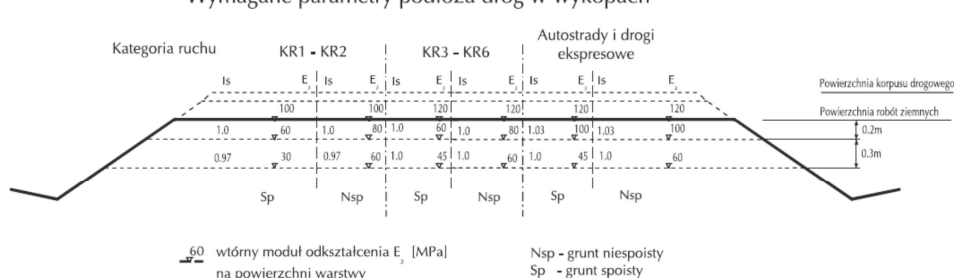 Wymagane parametry podłoża dróg w wykopach
Autostrady i drogi
Kategoria ruchu KR1 - KR2 KR3 - KR6 ekspresowe
Is E₂ Is E₂ Is E₂ Is E₂ Is E₂ Is E₂
Powierzchnia korpusu drogowego
100 100 120 120 120 120 Powierzchnia robót ziemnych
1.0 60 1.0 80 1.0 60 1.0 80 1.03 100 1.03 100 0.2m
0.97 30 0.97 60 1.0 45 1.0 60 1.0 45 1.0 60 0.3m
Sp Nsp Sp Nsp Sp Nsp
60 wtórny moduł odkształcenia E₂ [MPa] Nsp - grunt niespoisty
na powierzchni warstwy Sp - grunt spoisty